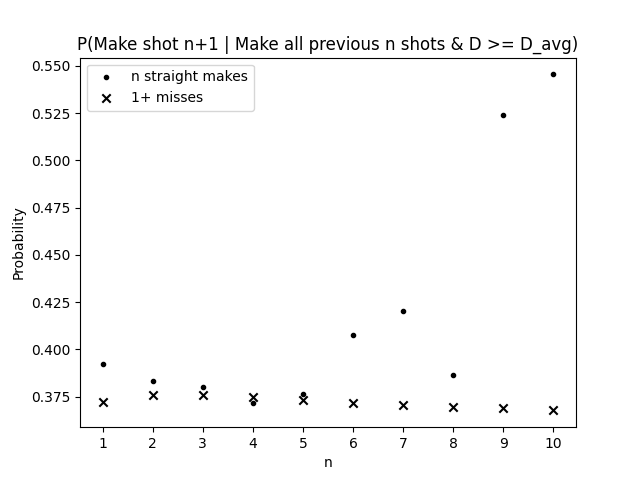 P(Make shot n+1 | Make all previous n shots & D >= D_avg)
n straight makes
1+ misses
0.550
0.525
0.500
0.475
0.450
0.425
0.400
0.375
Probability
1 2 3 4 5 6 7 8 9 10
n